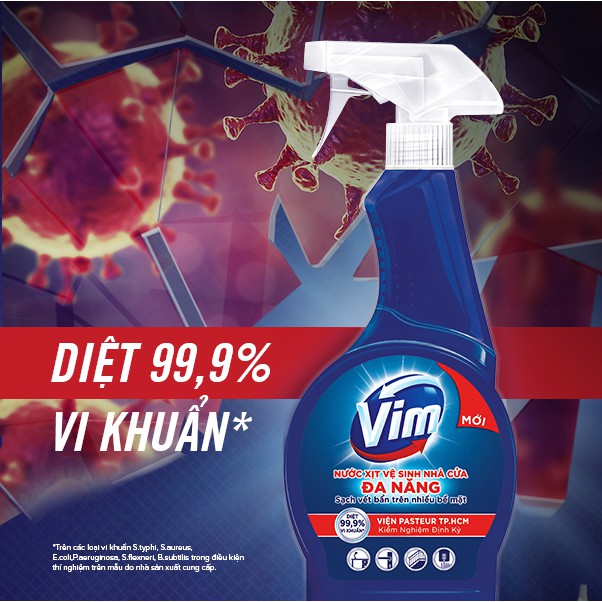 DIỆT 99,9%
VI KHUẨN*
Vim
MỚI
NƯỚC XỊT VỆ SINH NHÀ CỬA
ĐA NĂNG
Sạch vết bẩn trên nhiều bề mặt
DIỆT
99,9%
VI KHUẨN*
VIỆN PASTEUR TP.HCM
Kiểm Nghiệm Định Kỳ
*Trên các loại vi khuẩn S.typhi, S.aureus,
E.coli,P.aeruginosa, S.flexneri, B.subtlis trong điều kiện
thí nghiệm trên mẫu do nhà sản xuất cung cấp.